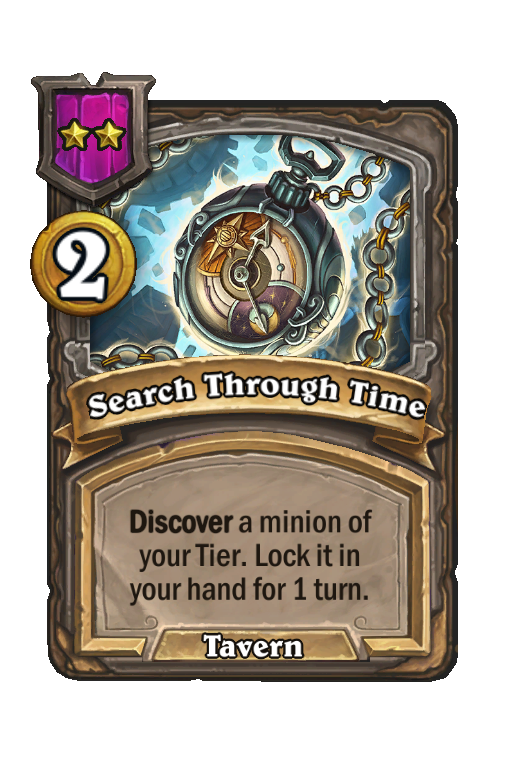 2
Search Through Time
Discover a minion of
your Tier. Lock it in
your hand for 1 turn.
Tavern